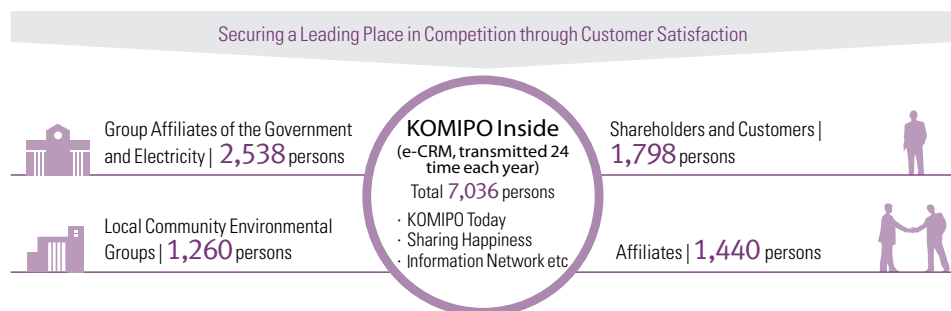 Securing a Leading Place in Competition through Customer Satisfaction
Group Affiliates of the Government
and Electricity | 2,538 persons
Local Community Environmental
Groups | 1,260 persons
KOMIPO Inside
(e-CRM, transmitted 24
time each year)
Total 7,036 persons
· KOMIPO Today
· Sharing Happiness
· Information Network etc
Shareholders and Customers |
1,798 persons
Affiliates | 1,440 persons